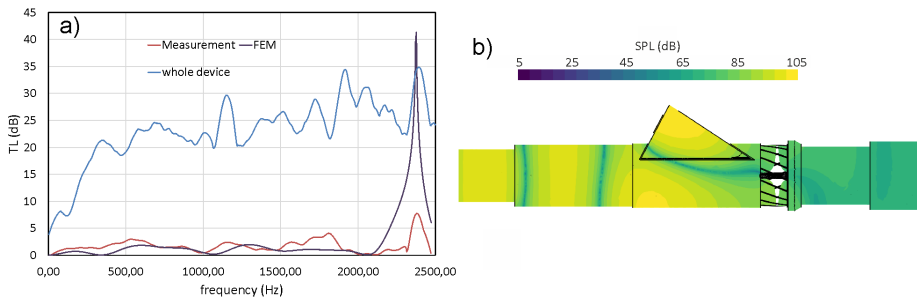 a)
Measurement FEM
whole device
45
40
35
30
25
20
15
10
5
0
TL (dB)
0,00 500,00 1000,00 1500,00 2000,00 2500,00
frequency (Hz)
b)
SPL (dB)
5 25 45 65 85 105